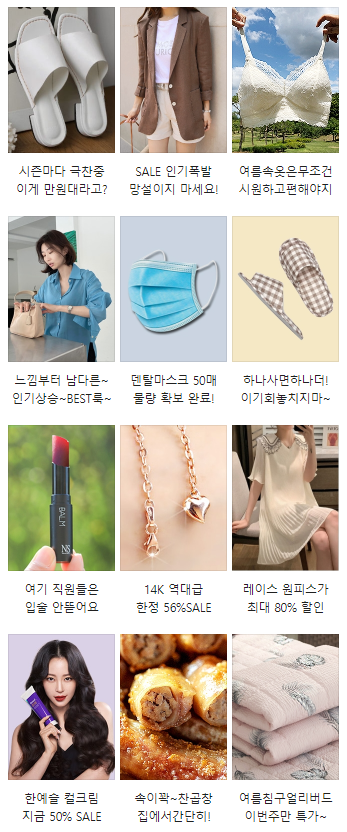 시즌마다 극찬중
이게 만원대라고?
SALE 인기폭발
망설이지 마세요!
여름속옷은무조건
시원하고편해야지
느낌부터 남다른~
인기상승~BEST룩~
덴탈마스크 50매
물량 확보 완료!
하나사면하나더!
이기회놓치지마~
BALM
여기 직원들은
입술 안뜯어요
14K 역대급
한정 56%SALE
레이스 원피스가
최대 80% 할인
한예슬 컬크림
지금 50% SALE
속이꽉~찬곱창
집에서간단히!
여름침구얼리버드
이번주만 특가~